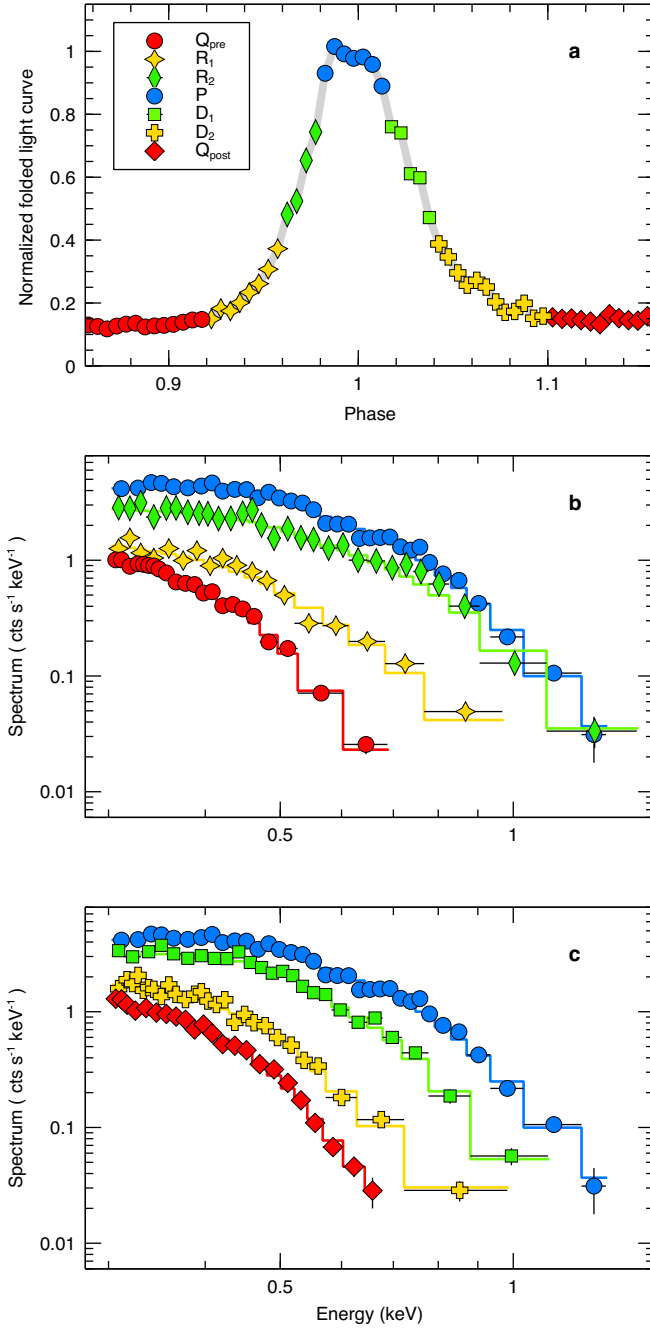 a
Q_pre
R_1
R_2
P
D_1
D_2
Q_post
Normalized folded light curve
1
0.8
0.6
0.4
0.2
0
0.9
1
1.1
Phase
b
Spectrum ( cts s⁻¹ keV⁻¹)
1
0.1
0.01
0.5
1
c
Spectrum ( cts s⁻¹ keV⁻¹)
1
0.1
0.01
0.5
1
Energy (keV)